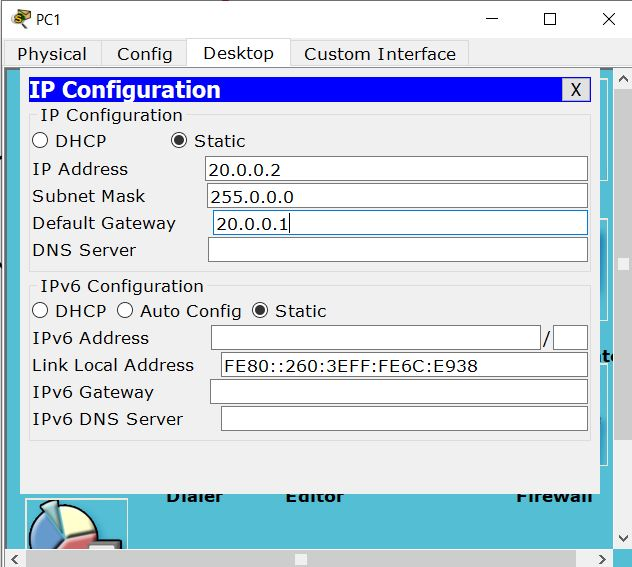 PC1
Physical Config Desktop Custom Interface
IP Configuration X
IP Configuration
DHCP Static
IP Address 20.0.0.2
Subnet Mask 255.0.0.0
Default Gateway 20.0.0.1
DNS Server
IPv6 Configuration
DHCP Auto Config Static
IPv6 Address /
Link Local Address FE80::260:3EFF:FE6C:E938
IPv6 Gateway
IPv6 DNS Server
Dialer Editor Firewall